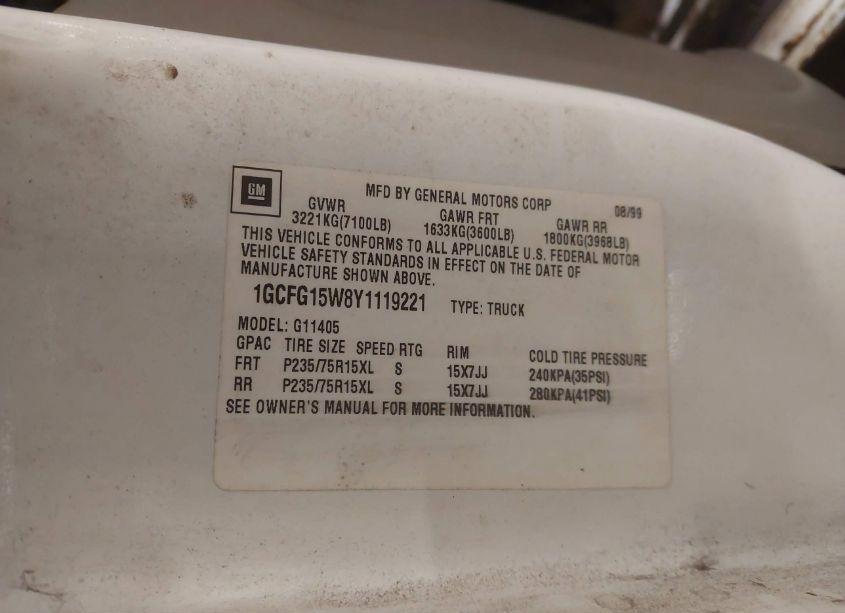 GM
MFD BY GENERAL MOTORS CORP 08/99
GVWR GAWR FRT GAWR RR
3221KG(7100LB) 1633KG(3600LB) 1800KG(3968LB)
THIS VEHICLE CONFORMS TO ALL APPLICABLE U.S. FEDERAL MOTOR
VEHICLE SAFETY STANDARDS IN EFFECT ON THE DATE OF
MANUFACTURE SHOWN ABOVE.
1GCFG15W8Y1119221 TYPE: TRUCK
MODEL: G11405
GPAC TIRE SIZE SPEED RTG RIM COLD TIRE PRESSURE
FRT P235/75R15XL S 15X7JJ 240KPA(35PSI)
RR P235/75R15XL S 15X7JJ 280KPA(41PSI)
SEE OWNER'S MANUAL FOR MORE INFORMATION.